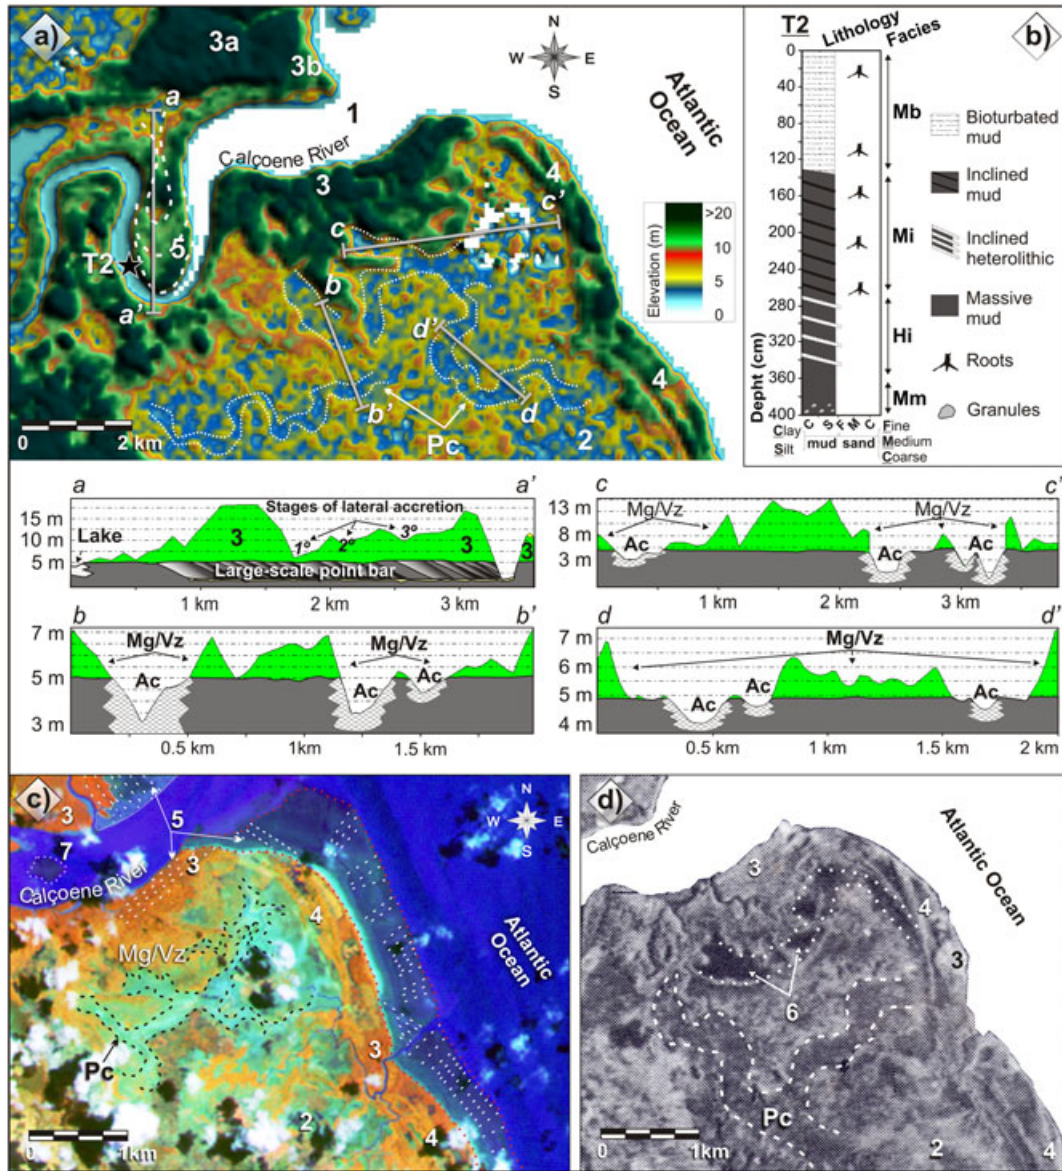 a)
3a
3b
N
W E
S
a
1
Calçoene River
Atlantic
Ocean
3
4
c'
c
5
T2
a'
b
d'
4
b'
d
Pc
2
0 2 km
Elevation (m)
>20
10
5
0
b)
T2
Lithology
Facies
0
40
80
120
160
200
240
280
320
360
400
Depht (cm)
Mb
Mi
Hi
Mm
C S F M C
mud sand
Clay
Silt
Fine
Medium
Coarse
Bioturbated
mud
Inclined
mud
Inclined
heterolithic
Massive
mud
Roots
Granules
a a'
15 m
10 m
5 m
Lake
3
Stages of lateral accretion
1º 2º 3º
3
3
Large-scale point bar
1 km 2 km 3 km
c c'
13 m
8 m
3 m
Mg/Vz Mg/Vz
Ac Ac Ac
1 km 2 km 3 km
b b'
7 m
5 m
3 m
Mg/Vz Mg/Vz
Ac Ac Ac
0.5 km 1km 1.5 km
d d'
7 m
6 m
5 m
4 m
Mg/Vz
Ac Ac Ac
0.5 km 1 km 1.5 km 2 km
c)
3
5
7
Calçoene River
3
N
W E
S
4
Mg/Vz
Atlantic
Ocean
Pc
3
2
4
0 1km
d)
Calçoene River
Atlantic Ocean
3
4
3
6
Pc
2
4
0 1km